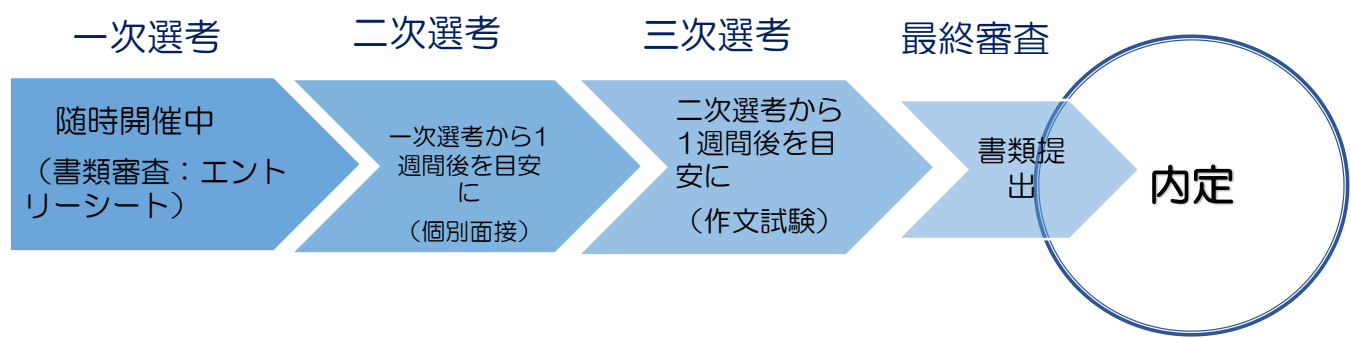 一次選考
随時開催中
（書類審査：エント
リーシート）
二次選考
一次選考から1
週間後を目安
に
（個別面接）
三次選考
二次選考から
1週間後を目
安に
（作文試験）
最終審査
書類提
出
内定